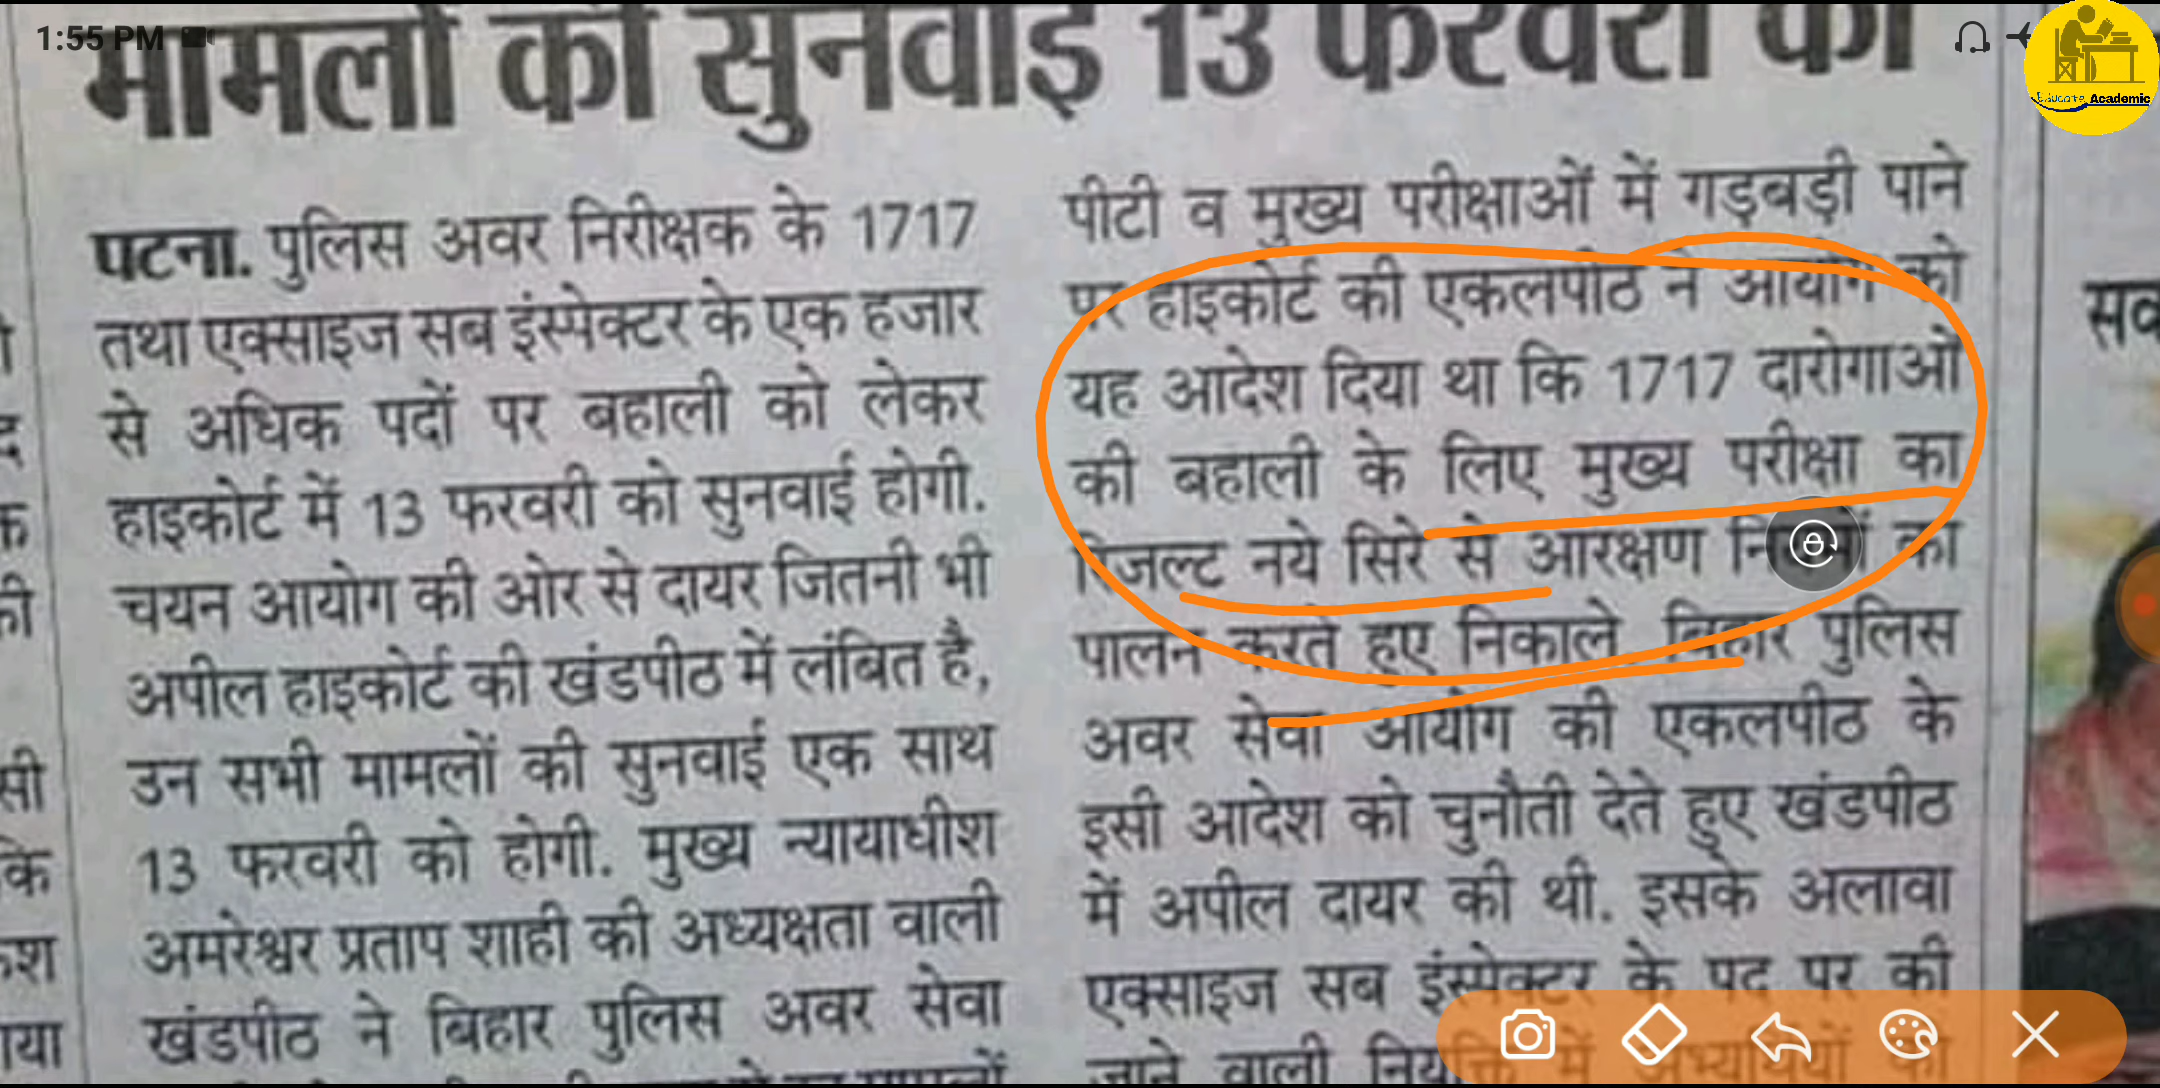 1:55 PM
मामलों की सुनवाई 13 फरवरी को
Educate Academic
पटना. पुलिस अवर निरीक्षक के 1717
तथा एक्साइज सब इंस्पेक्टर के एक हजार
से अधिक पदों पर बहाली को लेकर
हाइकोर्ट में 13 फरवरी को सुनवाई होगी.
चयन आयोग की ओर से दायर जितनी भी
अपील हाइकोर्ट की खंडपीठ में लंबित है,
उन सभी मामलों की सुनवाई एक साथ
13 फरवरी को होगी. मुख्य न्यायाधीश
अमरेश्वर प्रताप शाही की अध्यक्षता वाली
खंडपीठ ने बिहार पुलिस अवर सेवा
पीटी व मुख्य परीक्षाओं में गड़बड़ी पाने
पर हाइकोर्ट की एकलपीठ ने आयोग को
यह आदेश दिया था कि 1717 दारोगाओं
की बहाली के लिए मुख्य परीक्षा का
रिजल्ट नये सिरे से आरक्षण का
पालन करते हुए निकाले. बिहार पुलिस
अवर सेवा आयोग की एकलपीठ के
इसी आदेश को चुनौती देते हुए खंडपीठ
में अपील दायर की थी. इसके अलावा
एक्साइज सब इंस्पेक्टर के पद पर की
जाने वाली में